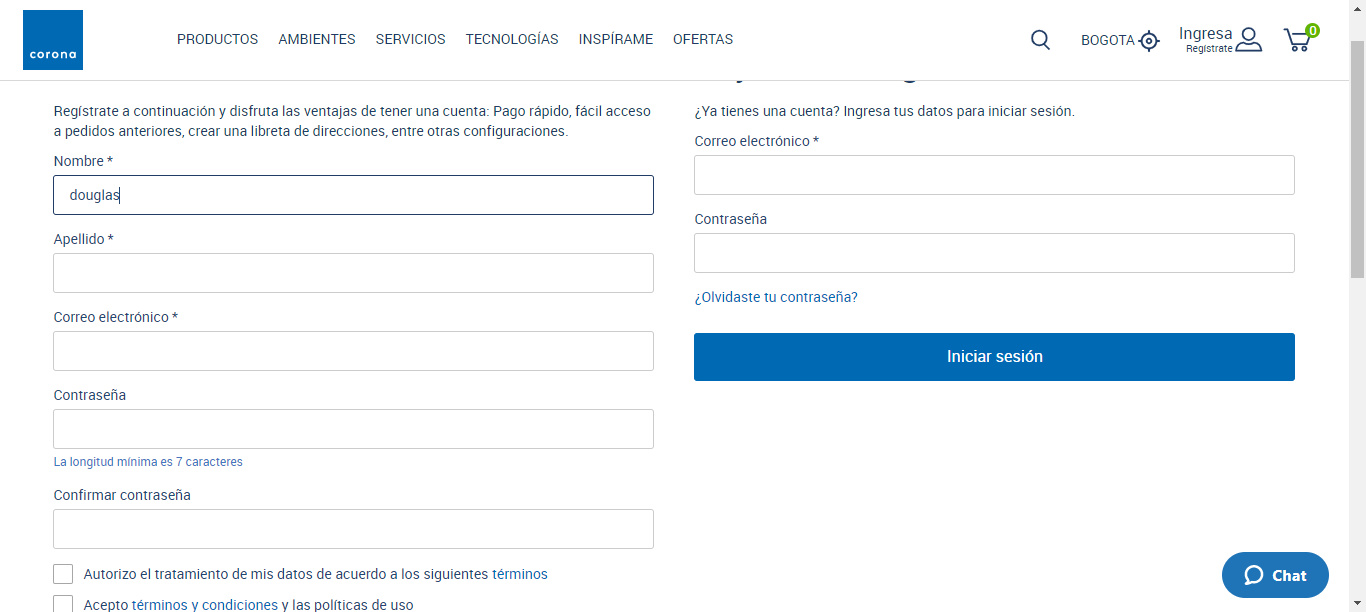 corona
PRODUCTOS AMBIENTES SERVICIOS TECNOLOGÍAS INSPÍRAME OFERTAS
BOGOTA
Ingresa
Regístrate
0
Regístrate a continuación y disfruta las ventajas de tener una cuenta: Pago rápido, fácil acceso
a pedidos anteriores, crear una libreta de direcciones, entre otras configuraciones.
Nombre *
douglas
Apellido *
Correo electrónico *
Contraseña
La longitud mínima es 7 caracteres
Confirmar contraseña
Autorizo el tratamiento de mis datos de acuerdo a los siguientes términos
Acepto términos y condiciones y las políticas de uso
¿Ya tienes una cuenta? Ingresa tus datos para iniciar sesión.
Correo electrónico *
Contraseña
¿Olvidaste tu contraseña?
Iniciar sesión
Chat